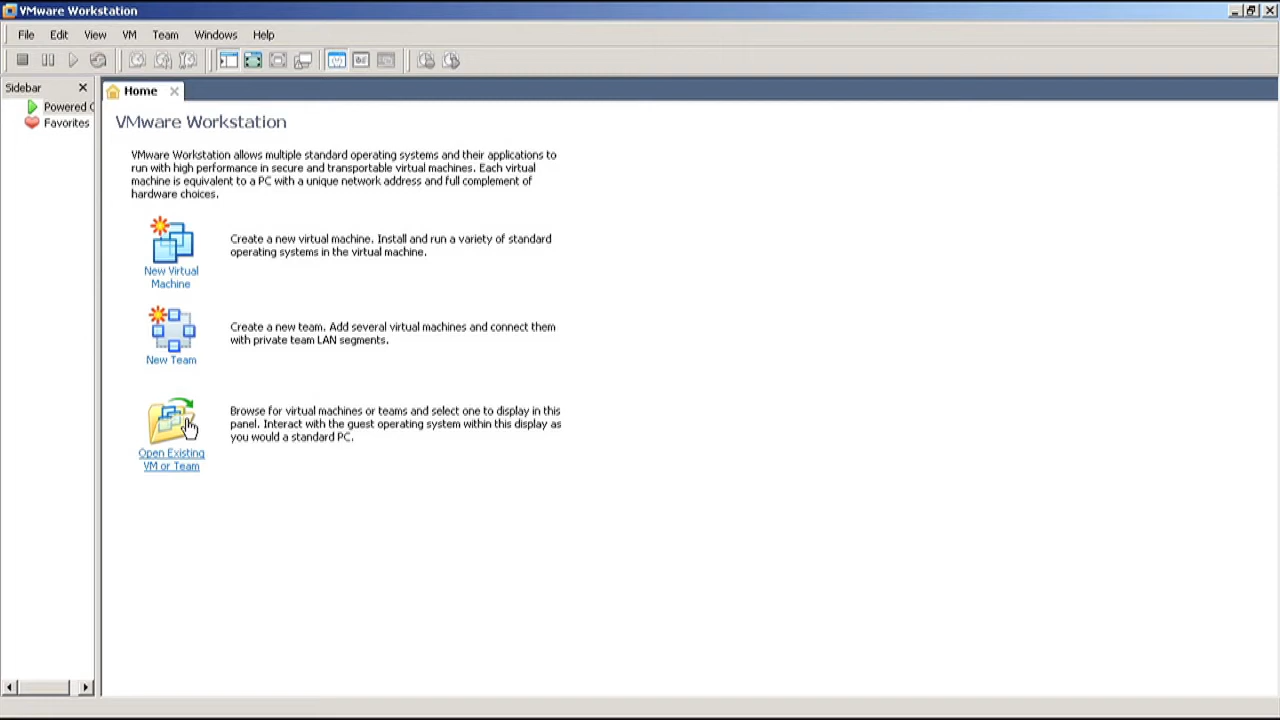 VMware Workstation
File Edit View VM Team Windows Help
Sidebar
Home
Powered
Favorites
VMware Workstation
VMware Workstation allows multiple standard operating systems and their applications to
run with high performance in secure and transportable virtual machines. Each virtual
machine is equivalent to a PC with a unique network address and full complement of
hardware choices.
New Virtual
Machine
Create a new virtual machine. Install and run a variety of standard
operating systems in the virtual machine.
New Team
Create a new team. Add several virtual machines and connect them
with private team LAN segments.
Open Existing
VM or Team
Browse for virtual machines or teams and select one to display in this
panel. Interact with the guest operating system within this display as
you would a standard PC.